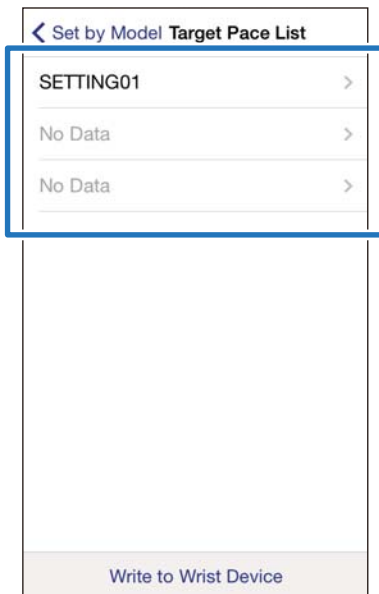 Set by Model Target Pace List
SETTING01
No Data
No Data
Write to Wrist Device